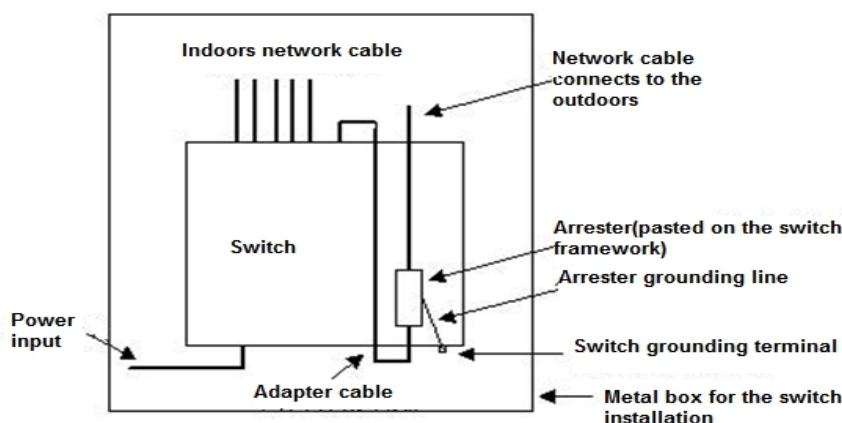 Indoors network cable
Network cable
connects to the
outdoors
Switch
Arrester(pasted on the switch
framework)
Arrester grounding line
Power
input
Switch grounding terminal
Adapter cable
Metal box for the switch
installation